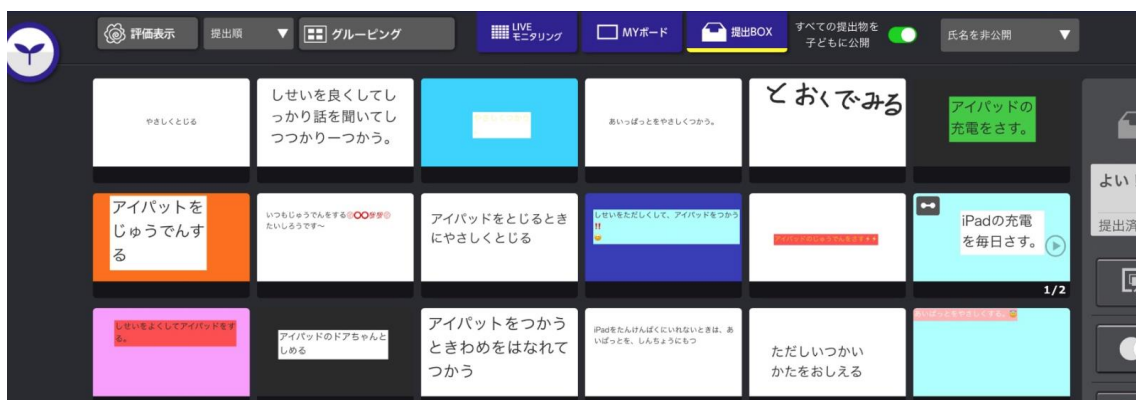 評価表示
提出順
グルーピング
LIVE
モニタリング
MYボード
提出BOX
すべての提出物を
子どもに公開
氏名を非公開
やさしくとじる
しせいを良くしてし
っかり話を聞いてし
つつかりーつかう。
あいっぱっとをやさしくつかう。
とおくでみる
アイパッドの
充電をさす。
よい
提出済
アイパットを
じゅうでんす
る
いつもじゅうでんをする💮⭕⭕💯💯💮
たいしろうです〜
アイパッドをとじるとき
にやさしくとじる
しせいをただしくして、アイパッドをつかう
‼
アイパッドのじゅうでんをさす
iPadの充電
を毎日さす。
1/2
しせいをよくしてアイパッドをす
る。
アイパッドのドアちゃんと
しめる
アイパットをつかう
ときわめをはなれて
つかう
iPadをたんけんばくにいれないときは、あ
いぱっとを、しんちょうにもつ
ただしいつかい
かたをおしえる
あいぱっとをやさしくする。